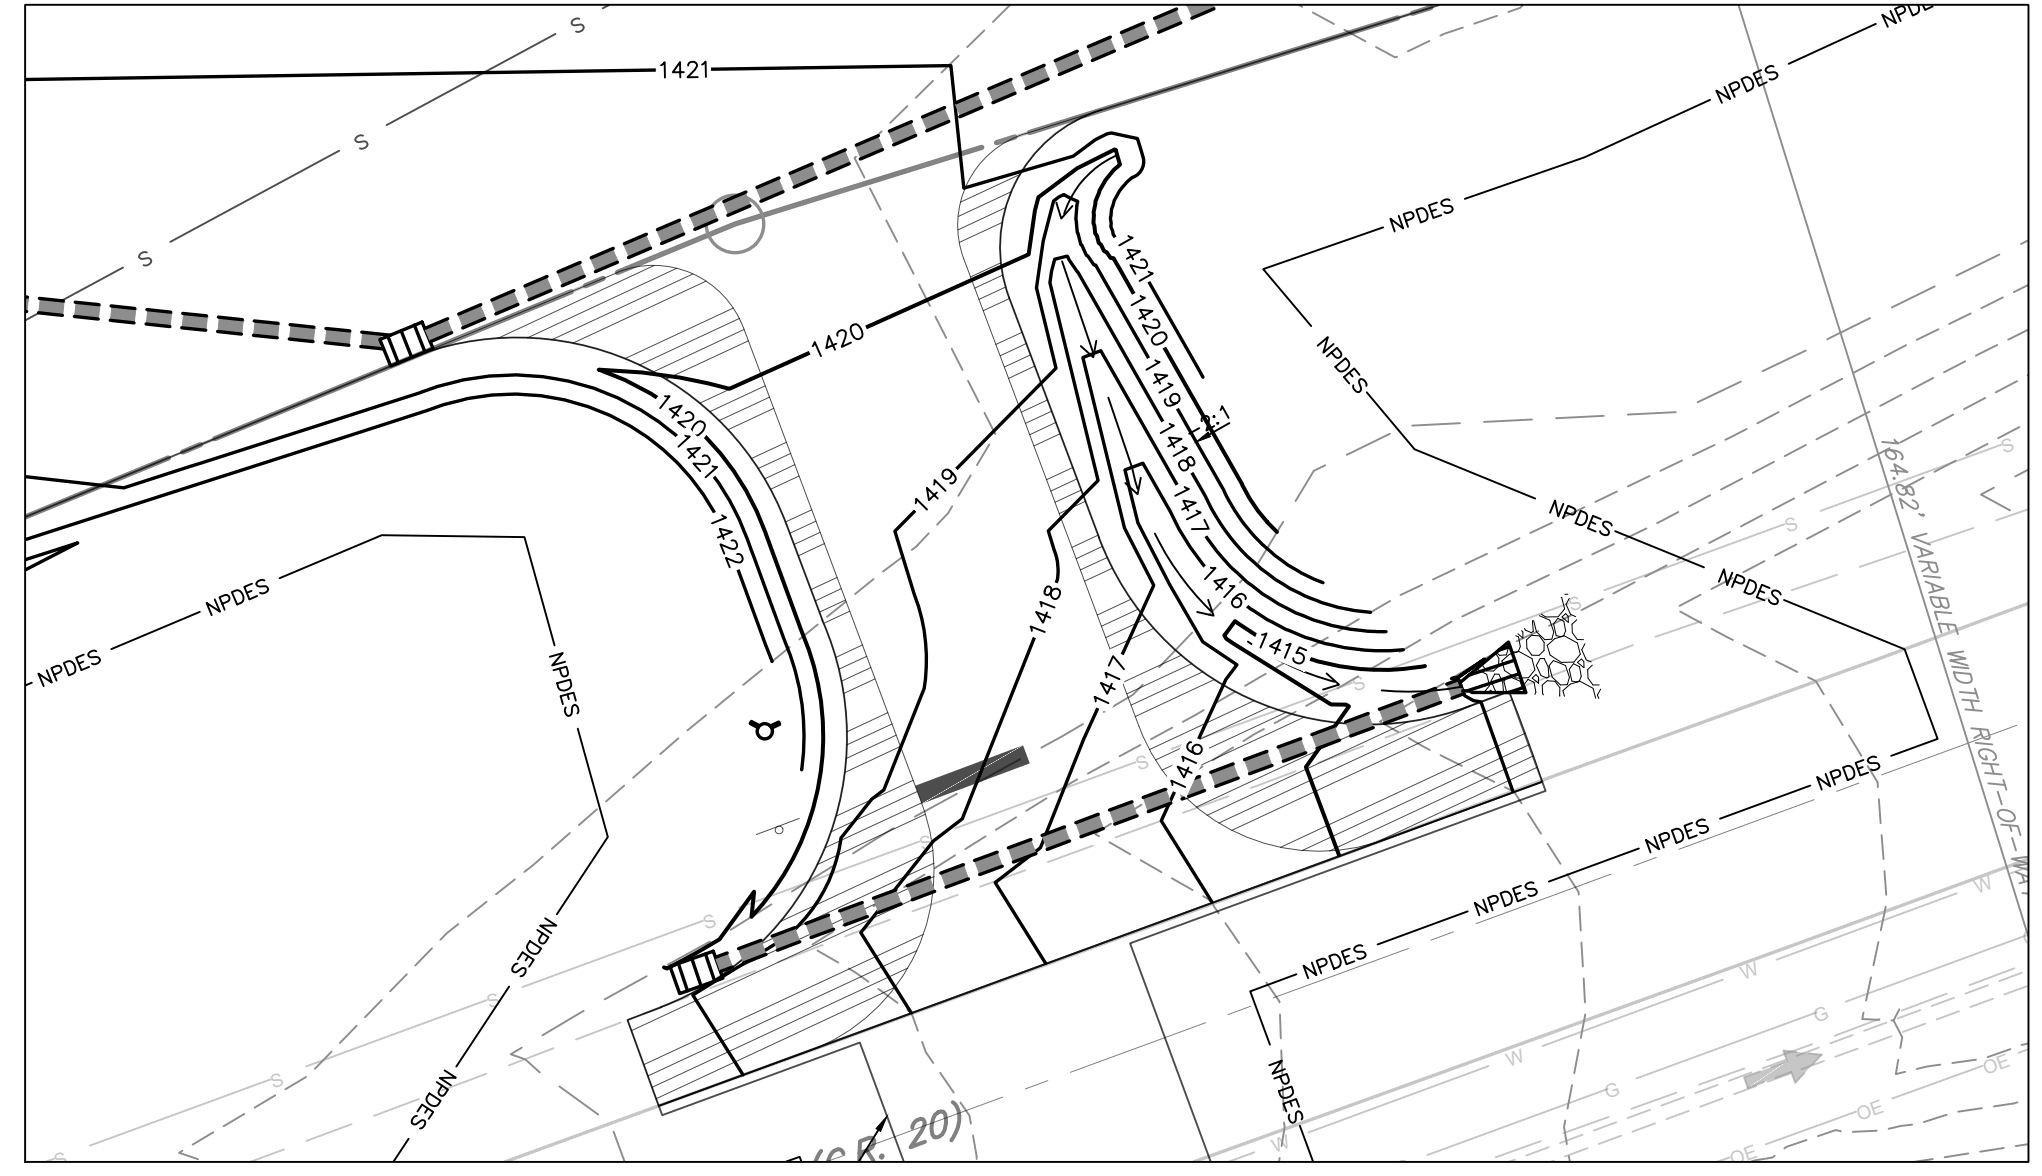 S
NPDES
1421
NPDES
S
NPDES
S
1421
1420
1420
NPDES
1419
1420
2:1
1421
1418
164.82' VARIABLE WIDTH RIGHT-OF-WA
S
1419
1417
NPDES
S
1422
NPDES
1416
NPDES
1418
S
1415
NPDES
NPDES
1417
S
1416
S
NPDES
S
NPDES
W
NPDES
S
NPDES
NPDES
W
S
G
W
OE
S
NPDES
NPDES
G
OE
R. 20)
W
OE
S